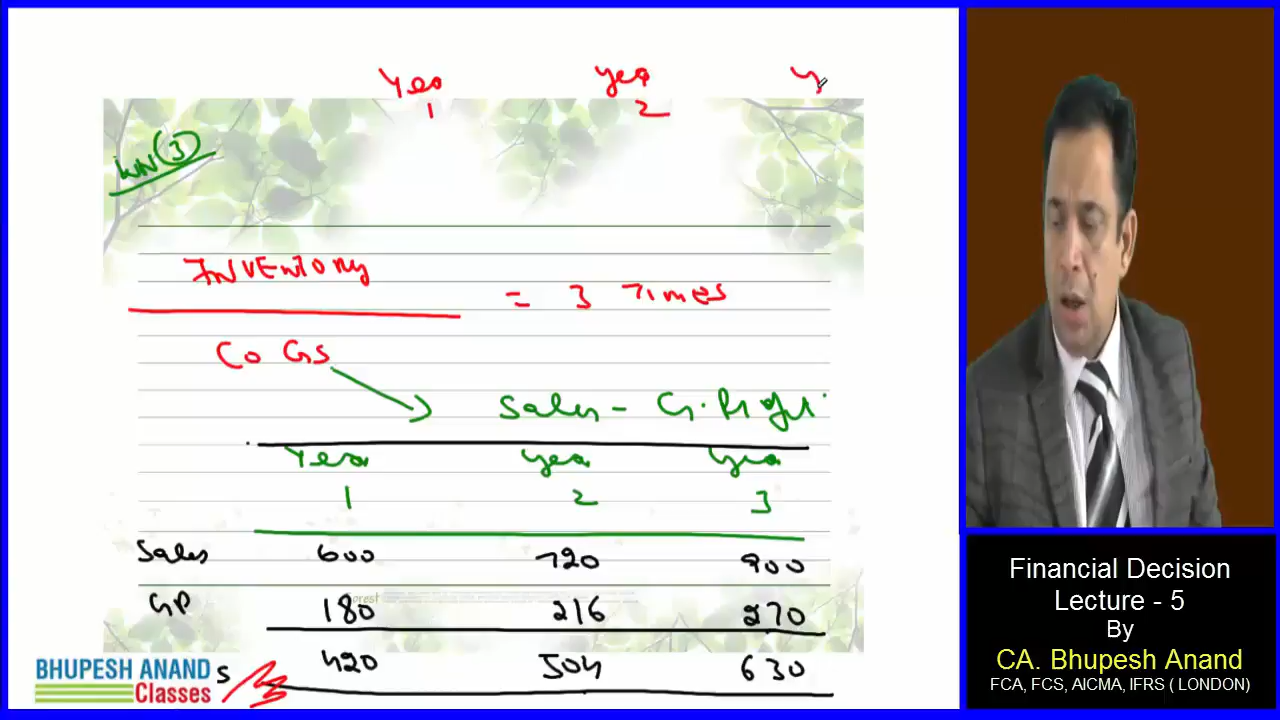 Year Year Y
1 2
WN (3)
INVENTORY
= 3 Times
CoGS
Sales - G. Profit
Year Year Year
1 2 3
Sales 600 720 900
GP 180 216 270
420 504 630
BHUPESH ANAND
Classes
Financial Decision
Lecture - 5
By
CA. Bhupesh Anand
FCA, FCS, AICMA, IFRS ( LONDON)